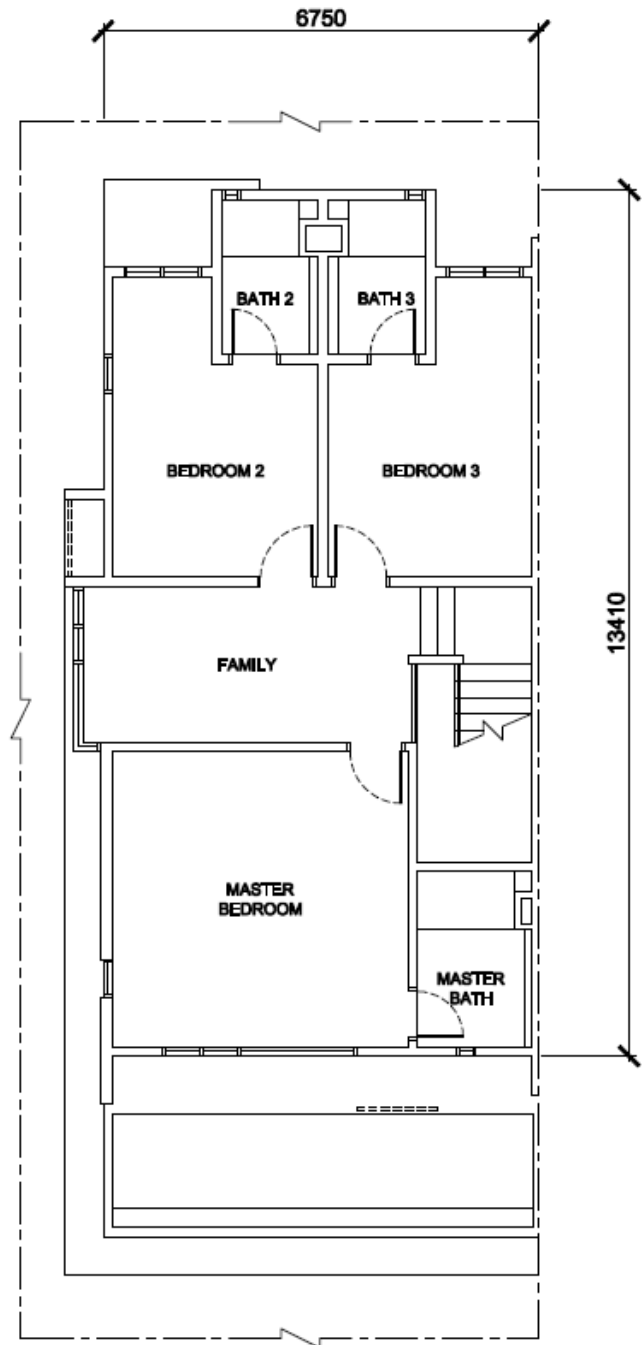 6750
BATH 2
BATH 3
BEDROOM 2
BEDROOM 3
13410
FAMILY
MASTER
BEDROOM
MASTER
BATH